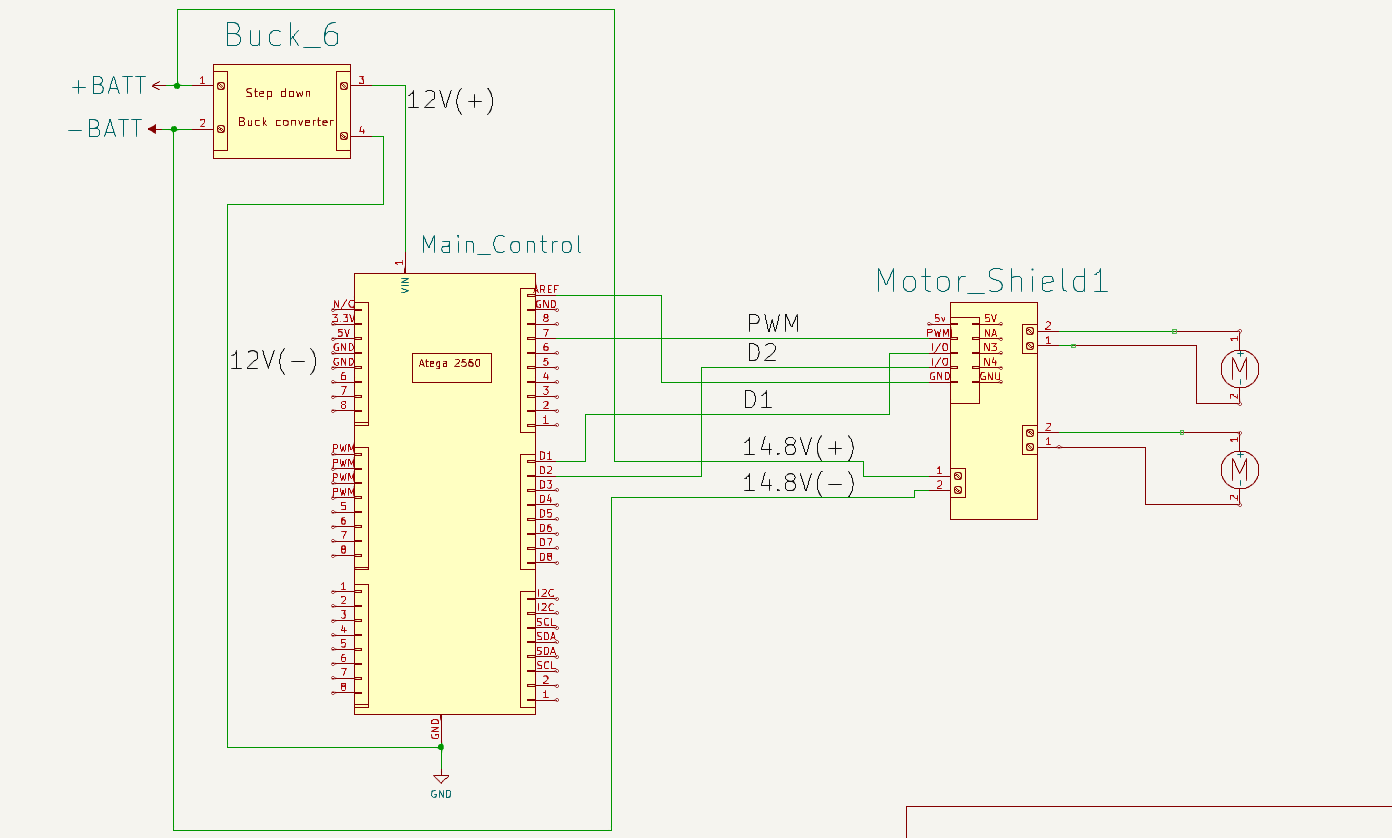 Buck_6
+BATT
1
3
Step down
12V(+)
-BATT
2
Buck converter
4
Main_Control
1
VIN
Motor_Shield1
AREF
N/C
GND
3.3V
8
PWM
5v
5V
5V
7
PWM
NA
GND
6
D2
I/O
N3
12V(-)
GND
5
I/O
N4
Atega 2560
6
4
GND
GNU
7
3
D1
8
2
1
2
1
1
M
2
2
1
1
M
2
14.8V(+)
14.8V(-)
1
2
PWM
D1
PWM
D2
PWM
D3
PWM
D4
5
D5
6
D6
7
D7
8
D8
1
I2C
2
I2C
3
SCL
4
SDA
5
SDA
6
SCL
7
2
8
1
GND
GND